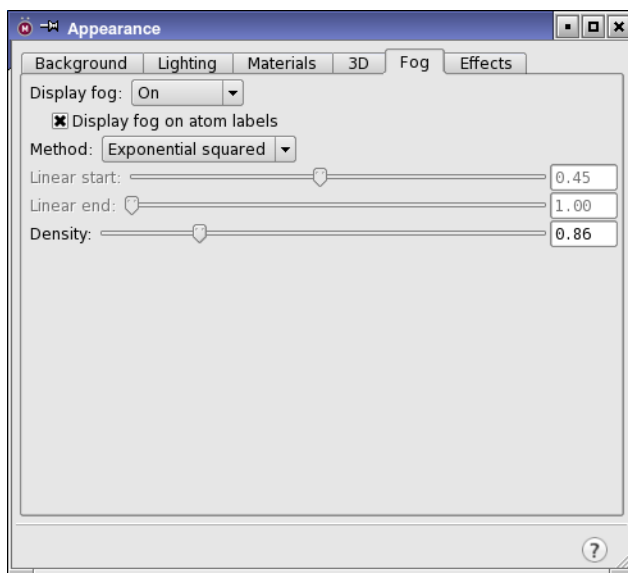 Appearance
Background Lighting Materials 3D Fog Effects
Display fog: On
Display fog on atom labels
Method: Exponential squared
Linear start: 0.45
Linear end: 1.00
Density: 0.86
?